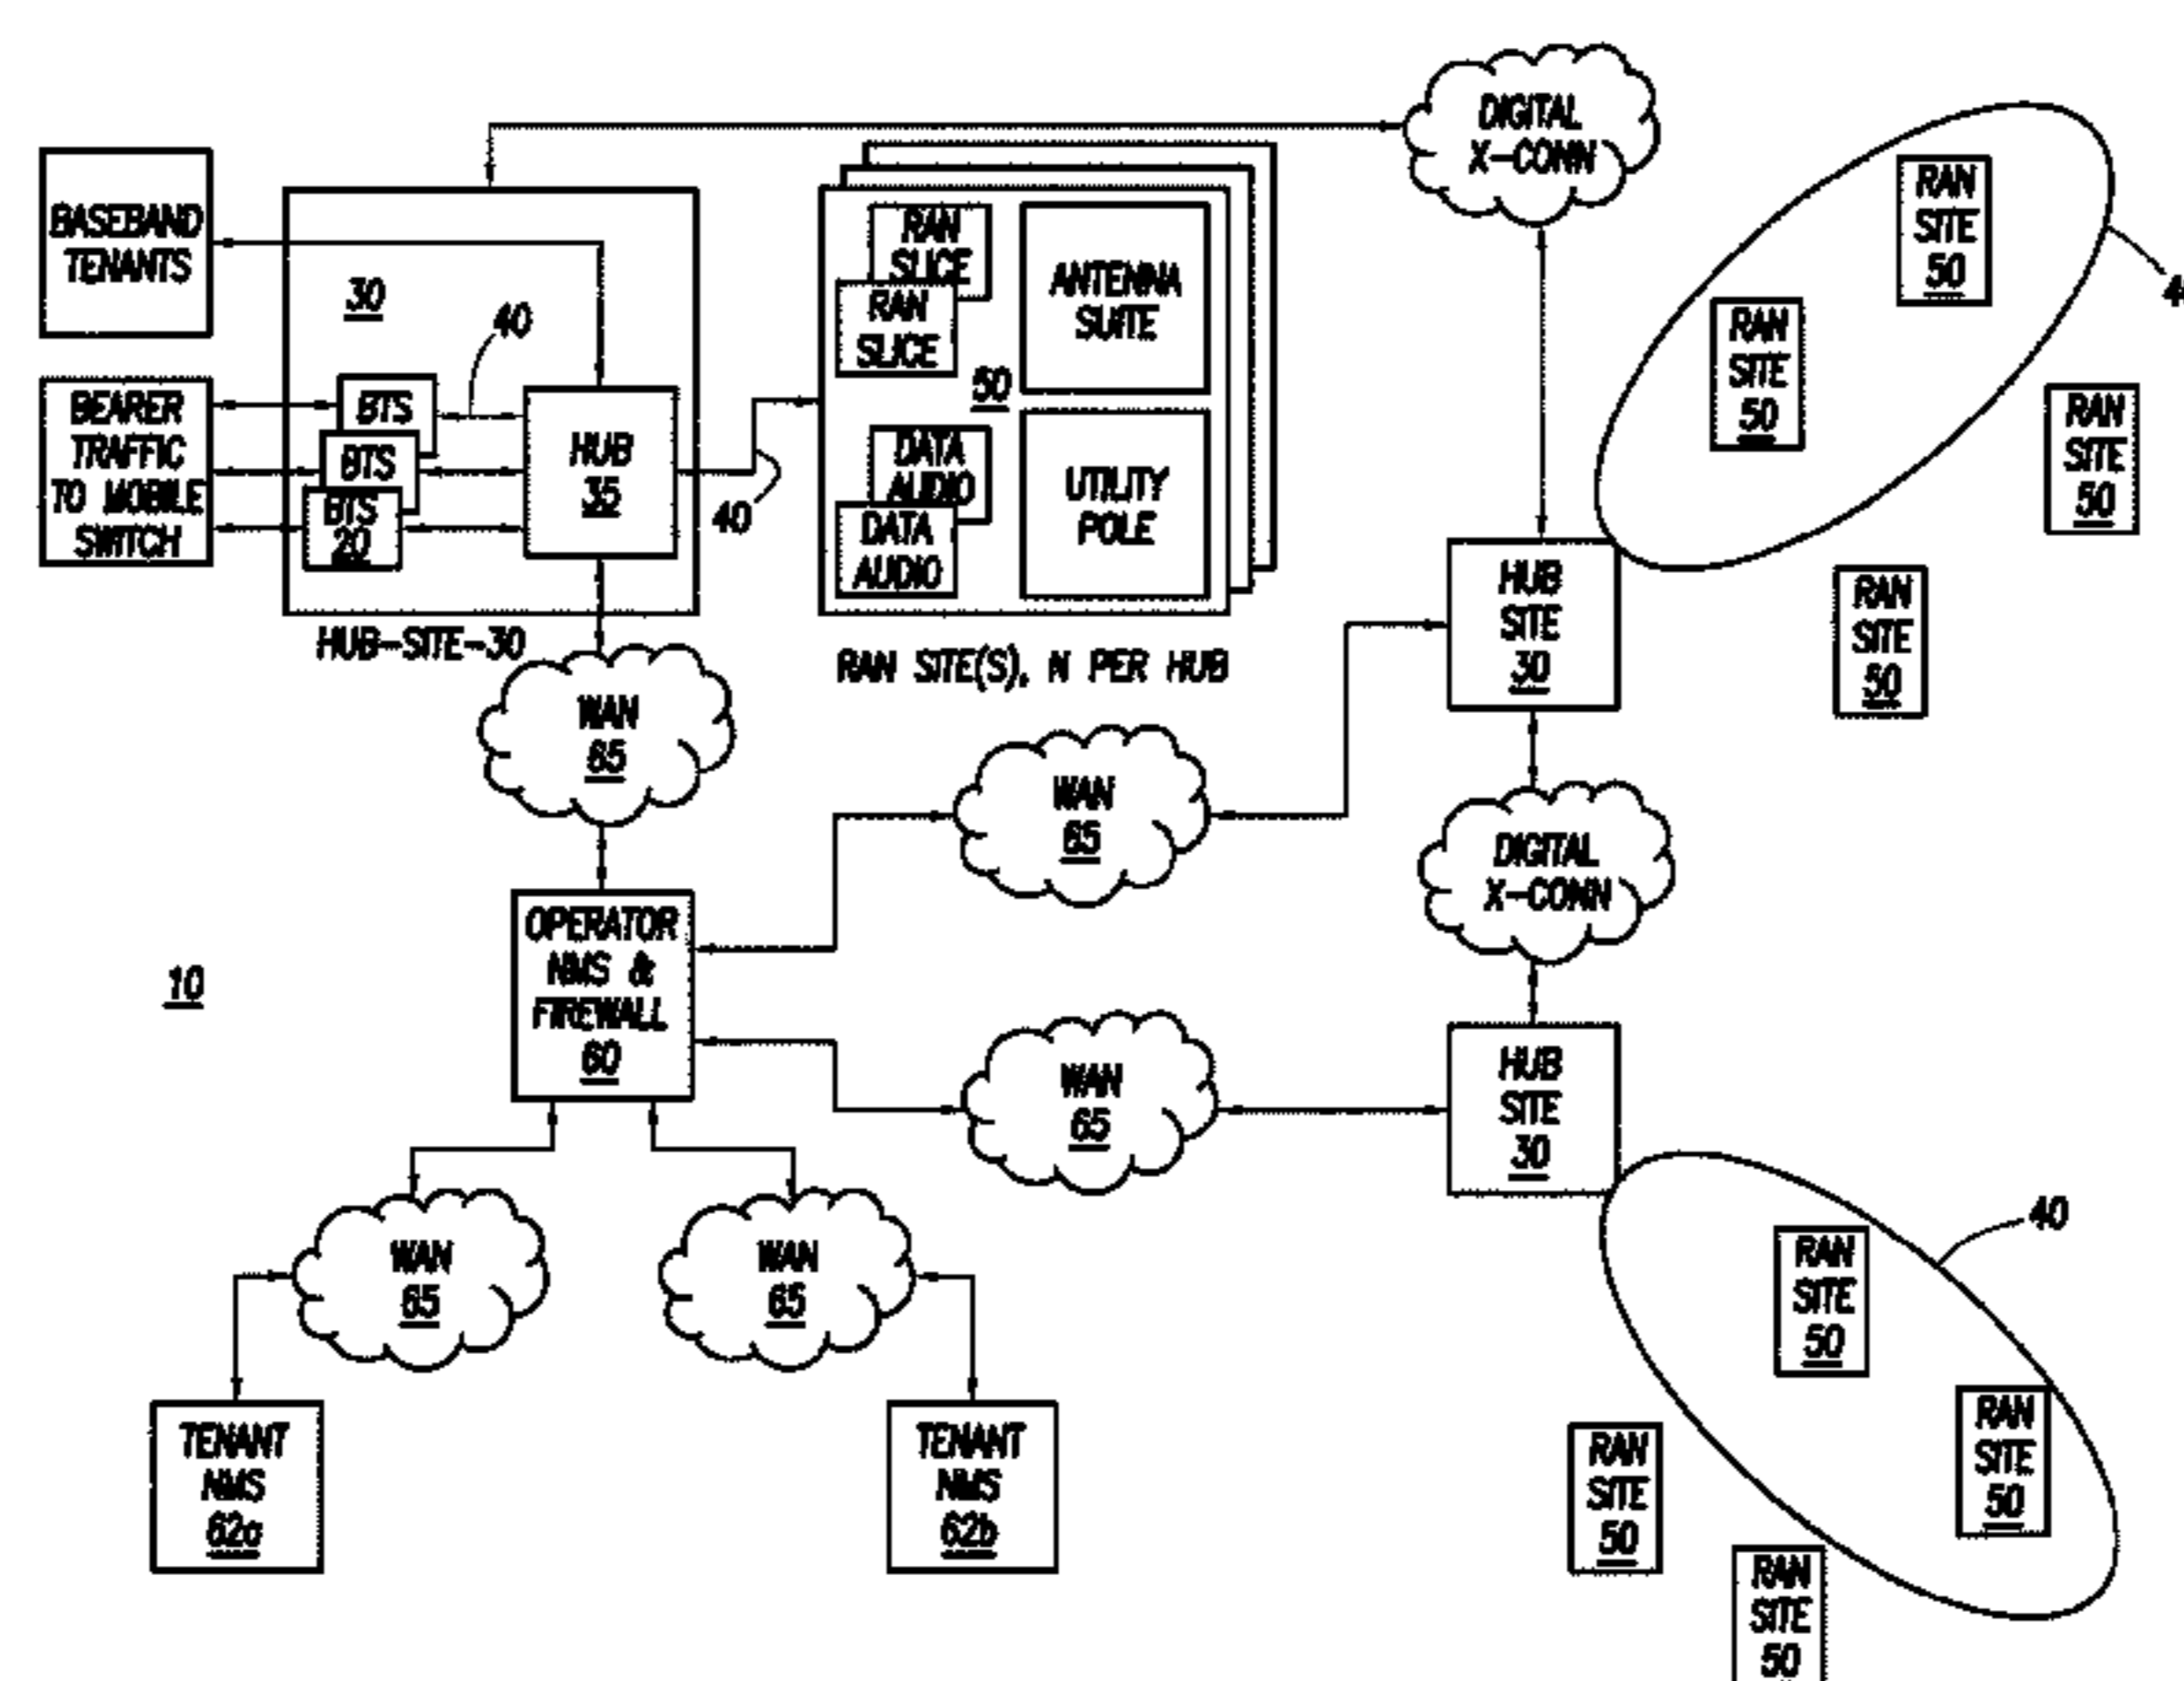 DIGITAL
X-CONN
BASEBAND
TENANTS
30
40
BEARER
TRAFFIC
TO MOBILE
SWITCH
BTS
BTS
BTS
20
HUB
35
40
HUB-SITE-30
RAN
SLICE
RAN
SLICE
50
ANTENNA
SUITE
DATA
AUDIO
DATA
AUDIO
UTILITY
POLE
RAN SITE(S), N PER HUB
RAN
SITE
50
RAN
SITE
50
RAN
SITE
50
RAN
SITE
50
HUB
SITE
30
WAN
65
WAN
65
DIGITAL
X-CONN
OPERATOR
NMS &
FIREWALL
60
10
WAN
65
HUB
SITE
30
WAN
65
WAN
65
40
RAN
SITE
50
RAN
SITE
50
RAN
SITE
50
RAN
SITE
50
TENANT
NMS
62a
TENANT
NMS
62b